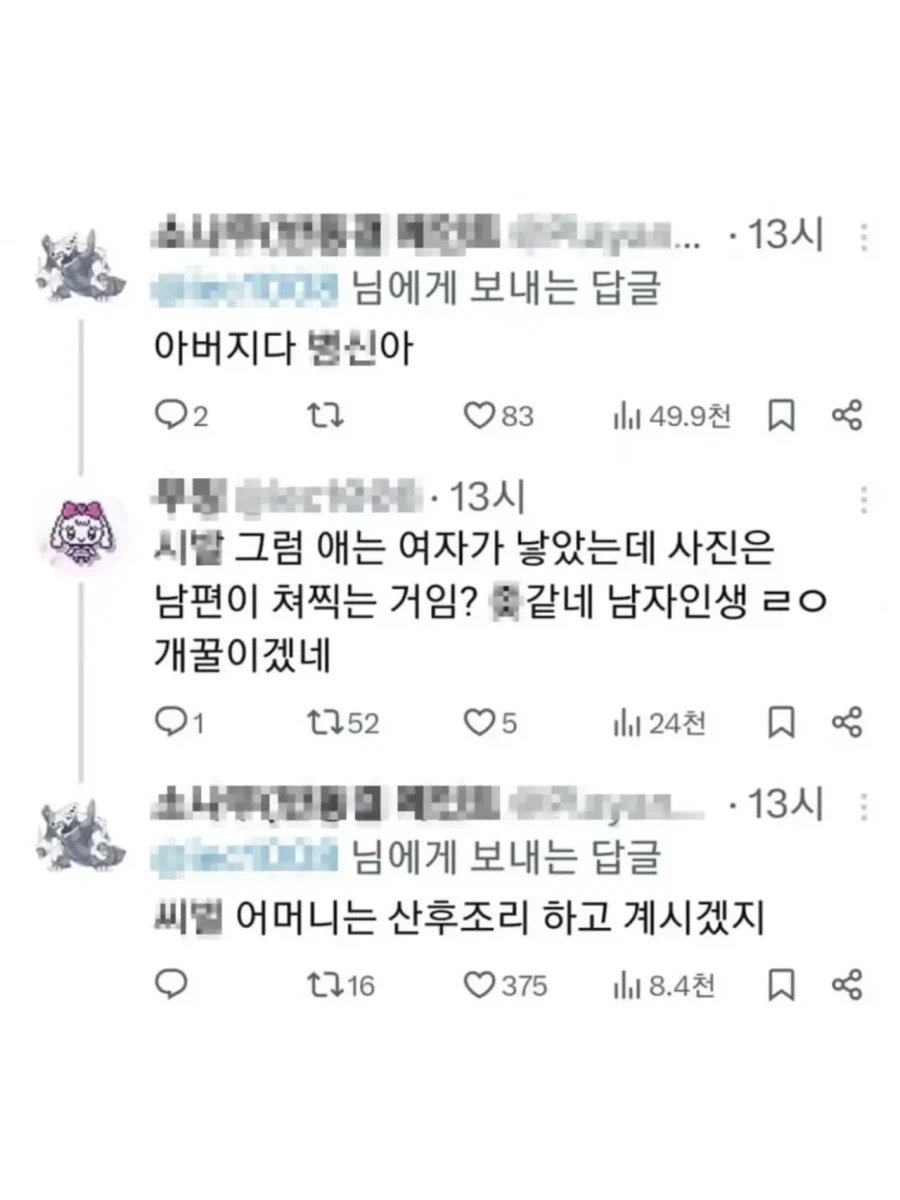 · 13시
님에게 보내는 답글
아버지다 병신아
2 83 49.9천
· 13시
시발 그럼 애는 여자가 낳았는데 사진은
남편이 쳐찍는 거임? 같네 남자인생 ㄹㅇ
개꿀이겠네
1 52 5 24천
· 13시
님에게 보내는 답글
씨벌 어머니는 산후조리 하고 계시겠지
16 375 8.4천